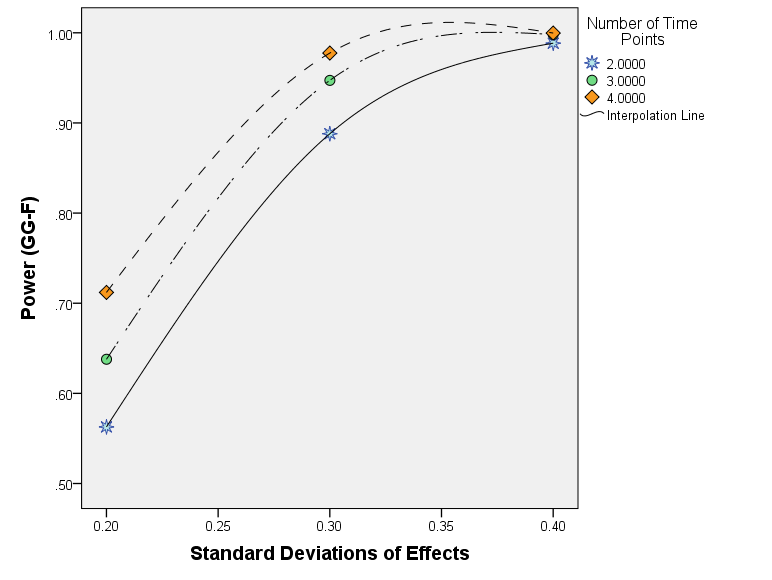 Number of Time
Points
2.0000
3.0000
4.0000
Interpolation Line
Power (GG-F)
1.00
.90
.80
.70
.60
.50
0.20
0.25
0.30
0.35
0.40
Standard Deviations of Effects